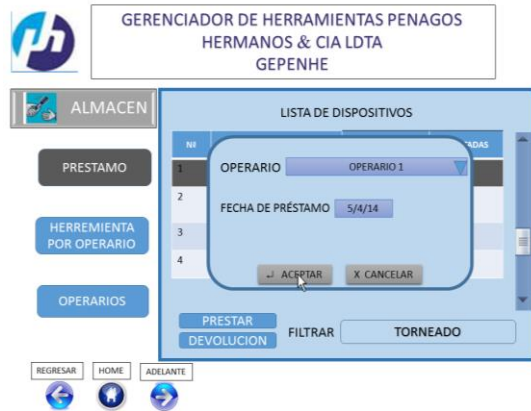 GERENCIADOR DE HERRAMIENTAS PENAGOS
HERMANOS & CIA LDTA
GEPENHE
ALMACEN
PRESTAMO
HERREMIENTA
POR OPERARIO
OPERARIOS
LISTA DE DISPOSITIVOS
1
2
3
4
OPERARIO OPERARIO 1
FECHA DE PRÉSTAMO 5/4/14
↵ ACEPTAR X CANCELAR
PRESTAR
DEVOLUCION
FILTRAR TORNEADO
REGRESAR HOME ADELANTE